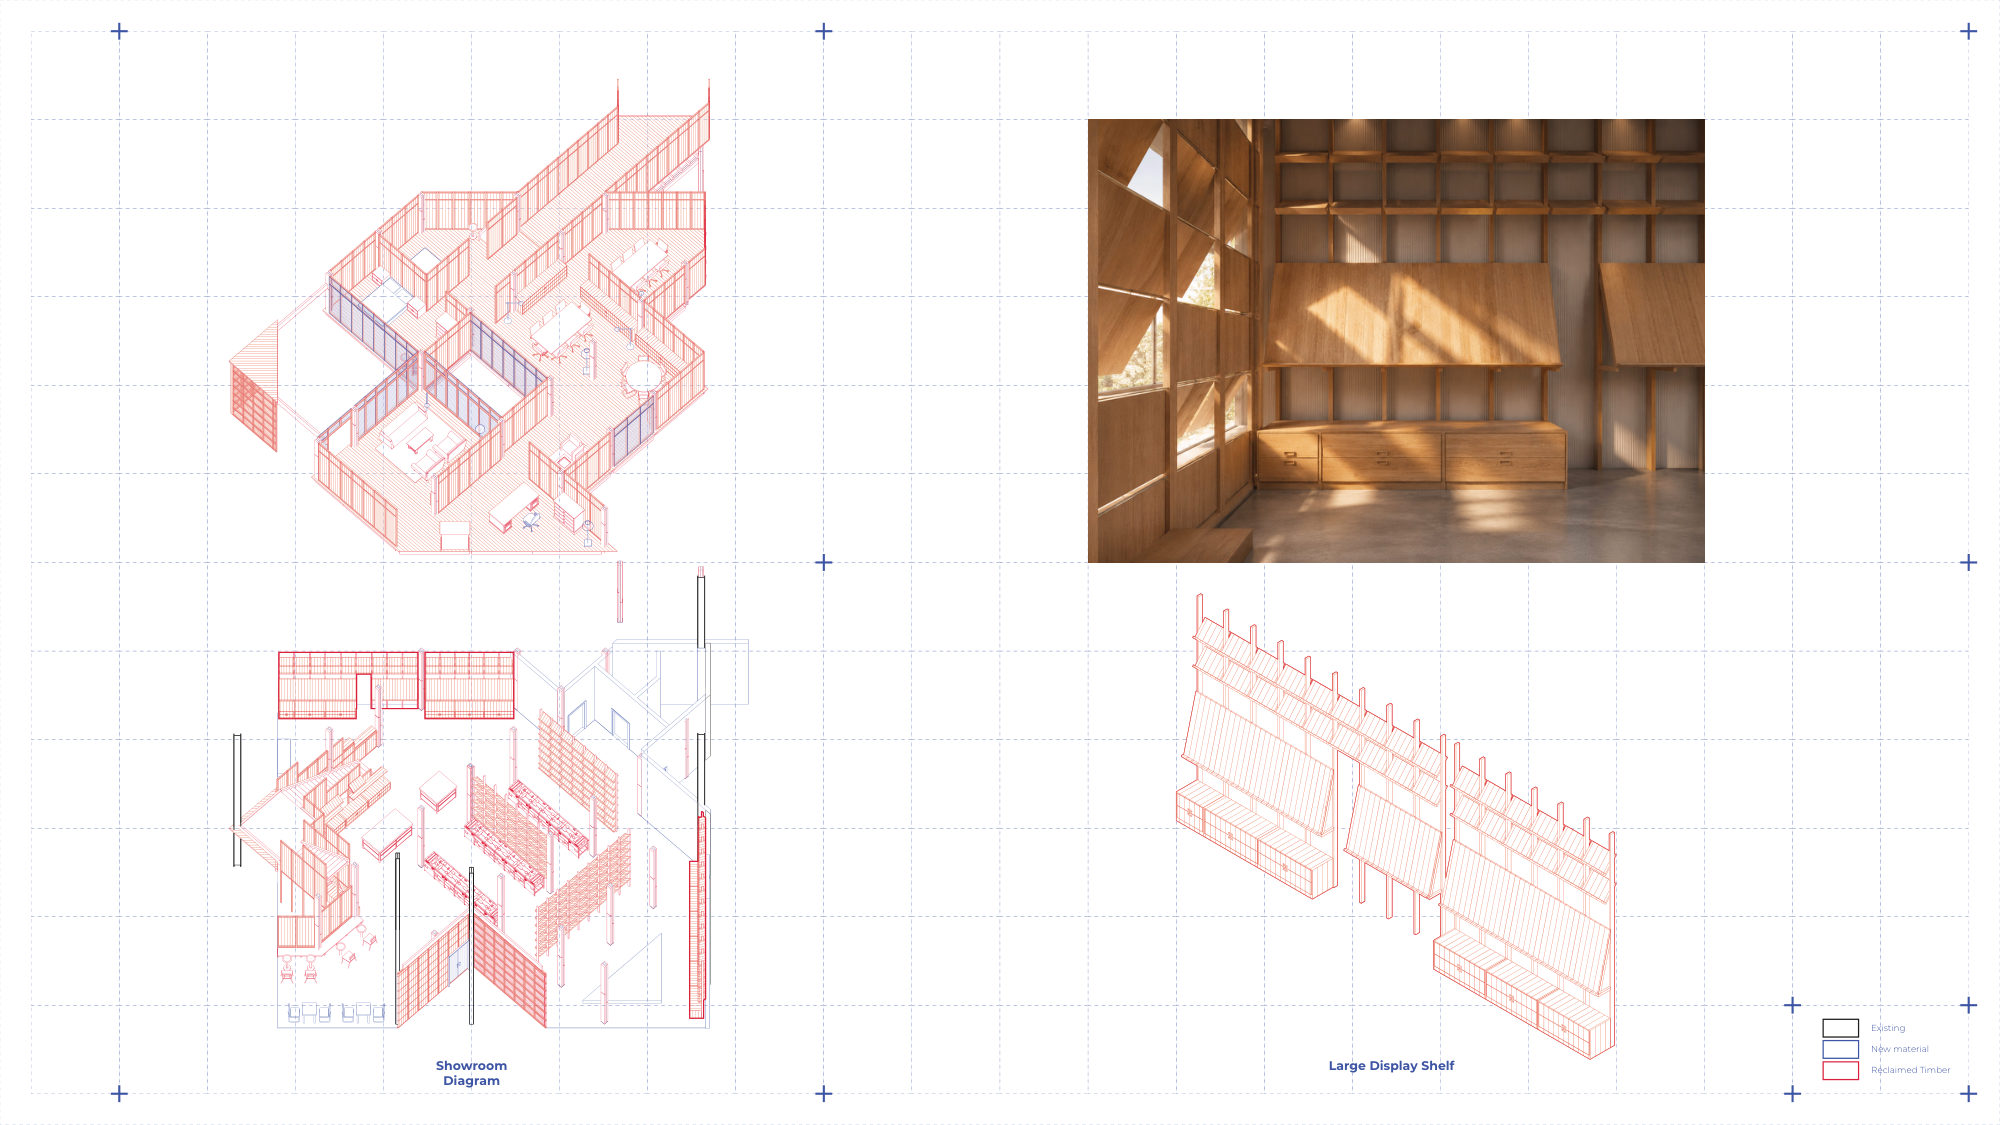 Showroom
Diagram
Large Display Shelf
Existing
New material
Reclaimed Timber